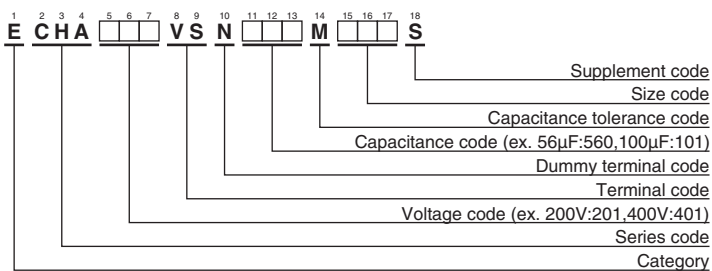 1 2 3 4 5 6 7 8 9 10 11 12 13 14 15 16 17 18
E CHA □□□ VS N □□□ M □□□ S
Supplement code
Size code
Capacitance tolerance code
Capacitance code (ex. 56µF:560,100µF:101)
Dummy terminal code
Terminal code
Voltage code (ex. 200V:201,400V:401)
Series code
Category